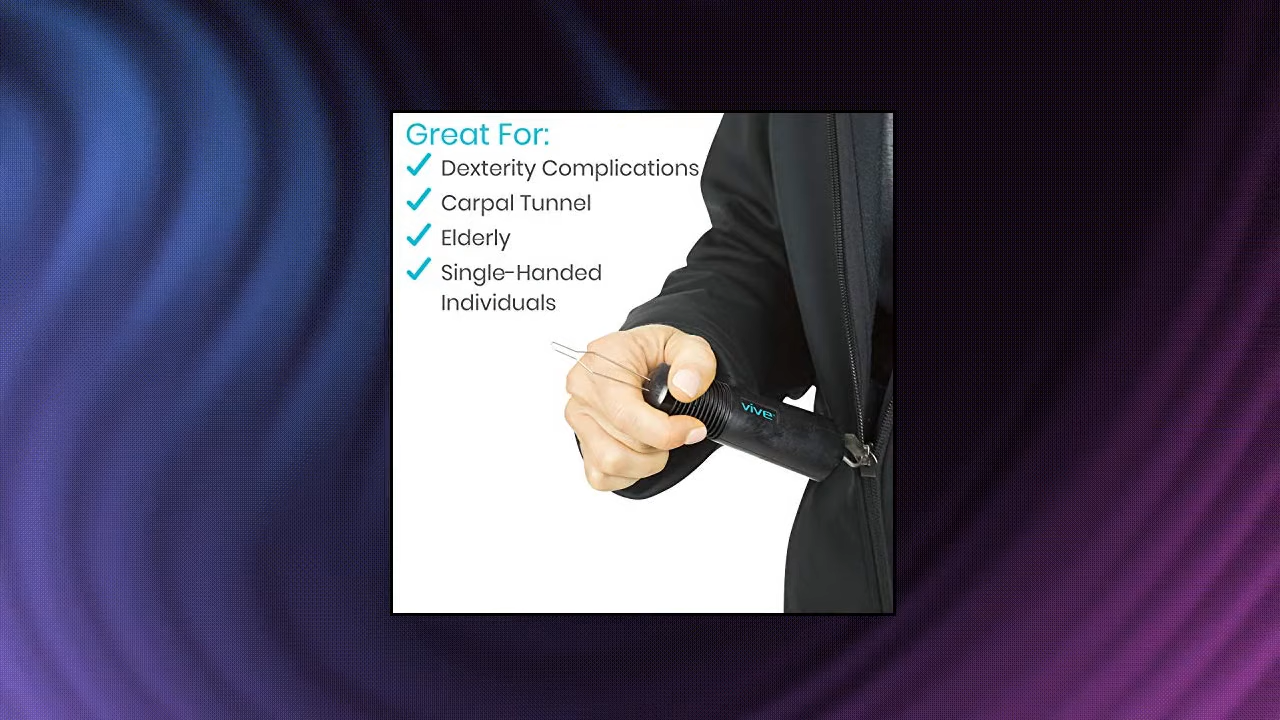 Great For:
Dexterity Complications
Carpal Tunnel
Elderly
Single-Handed
Individuals
vive